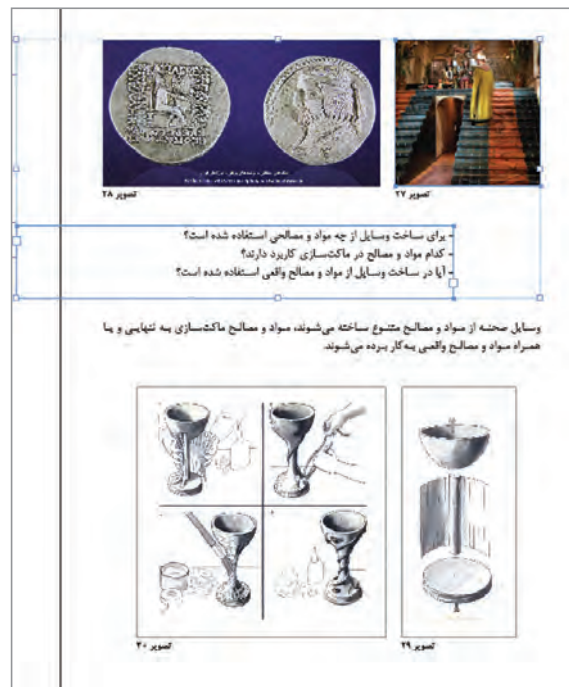 تصویر ۲۷
تصویر ۲۸
- برای ساخت وسایل از چه مواد و مصالحی استفاده شده است؟
- کدام مواد و مصالح در ماکت‌سازی کاربرد دارند؟
- آیا در ساخت وسایل از مواد و مصالح واقعی استفاده شده است؟
وسایل صحنه از مواد و مصالح متنوع ساخته می‌شوند، مواد و مصالح ماکت‌سازی به تنهایی و یا
همراه مواد و مصالح واقعی به کار برده می‌شوند.
تصویر ۲۹
تصویر ۳۰